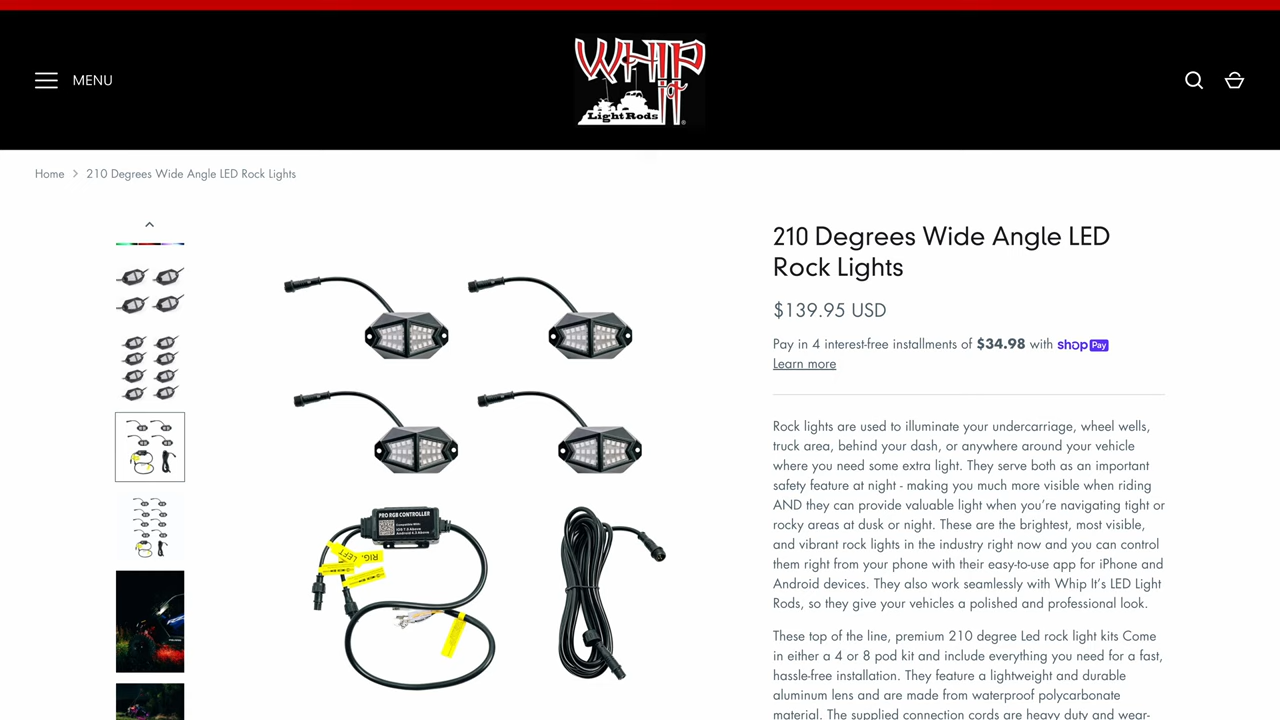 MENU
WHIP
it
LightRods
Home > 210 Degrees Wide Angle LED Rock Lights
210 Degrees Wide Angle LED
Rock Lights
$139.95 USD
Pay in 4 interest-free installments of $34.98 with shop Pay
Learn more
Rock lights are used to illuminate your undercarriage, wheel wells,
truck area, behind your dash, or anywhere around your vehicle
where you need some extra light. They serve both as an important
safety feature at night - making you much more visible when riding
AND they can provide valuable light when you’re navigating tight or
rocky areas at dusk or night. These are the brightest, most visible,
and vibrant rock lights in the industry right now and you can control
them right from your phone with their easy-to-use app for iPhone and
Android devices. They also work seamlessly with Whip It’s LED Light
Rods, so they give your vehicles a polished and professional look.
These top of the line, premium 210 degree Led rock light kits Come
in either a 4 or 8 pod kit and include everything you need for a fast,
hassle-free installation. They feature a lightweight and durable
aluminum lens and are made from waterproof polycarbonate
material. The supplied connection cords are heavy duty and wear-
PRO RGB CONTROLLER
LEFT